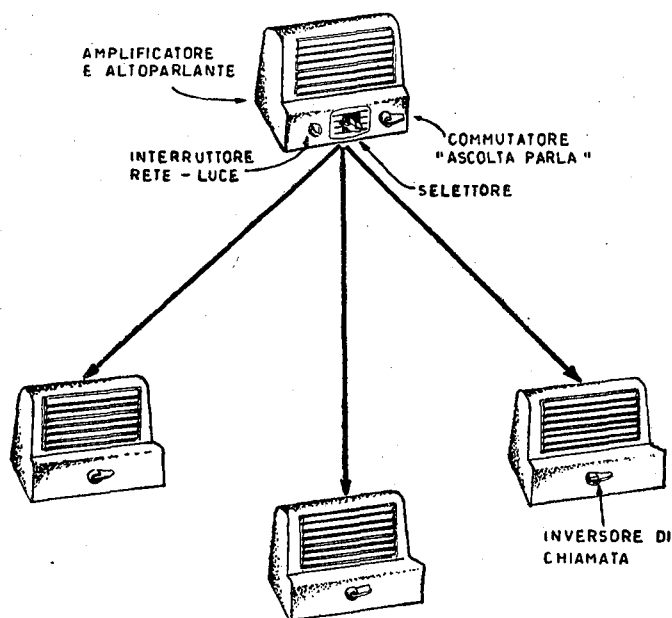 AMPLIFICATORE
E ALTOPARLANTE
INTERRUTTORE
RETE - LUCE
COMMUTATORE
"ASCOLTA PARLA"
SELETTORE
INVERSORE DI
CHIAMATA